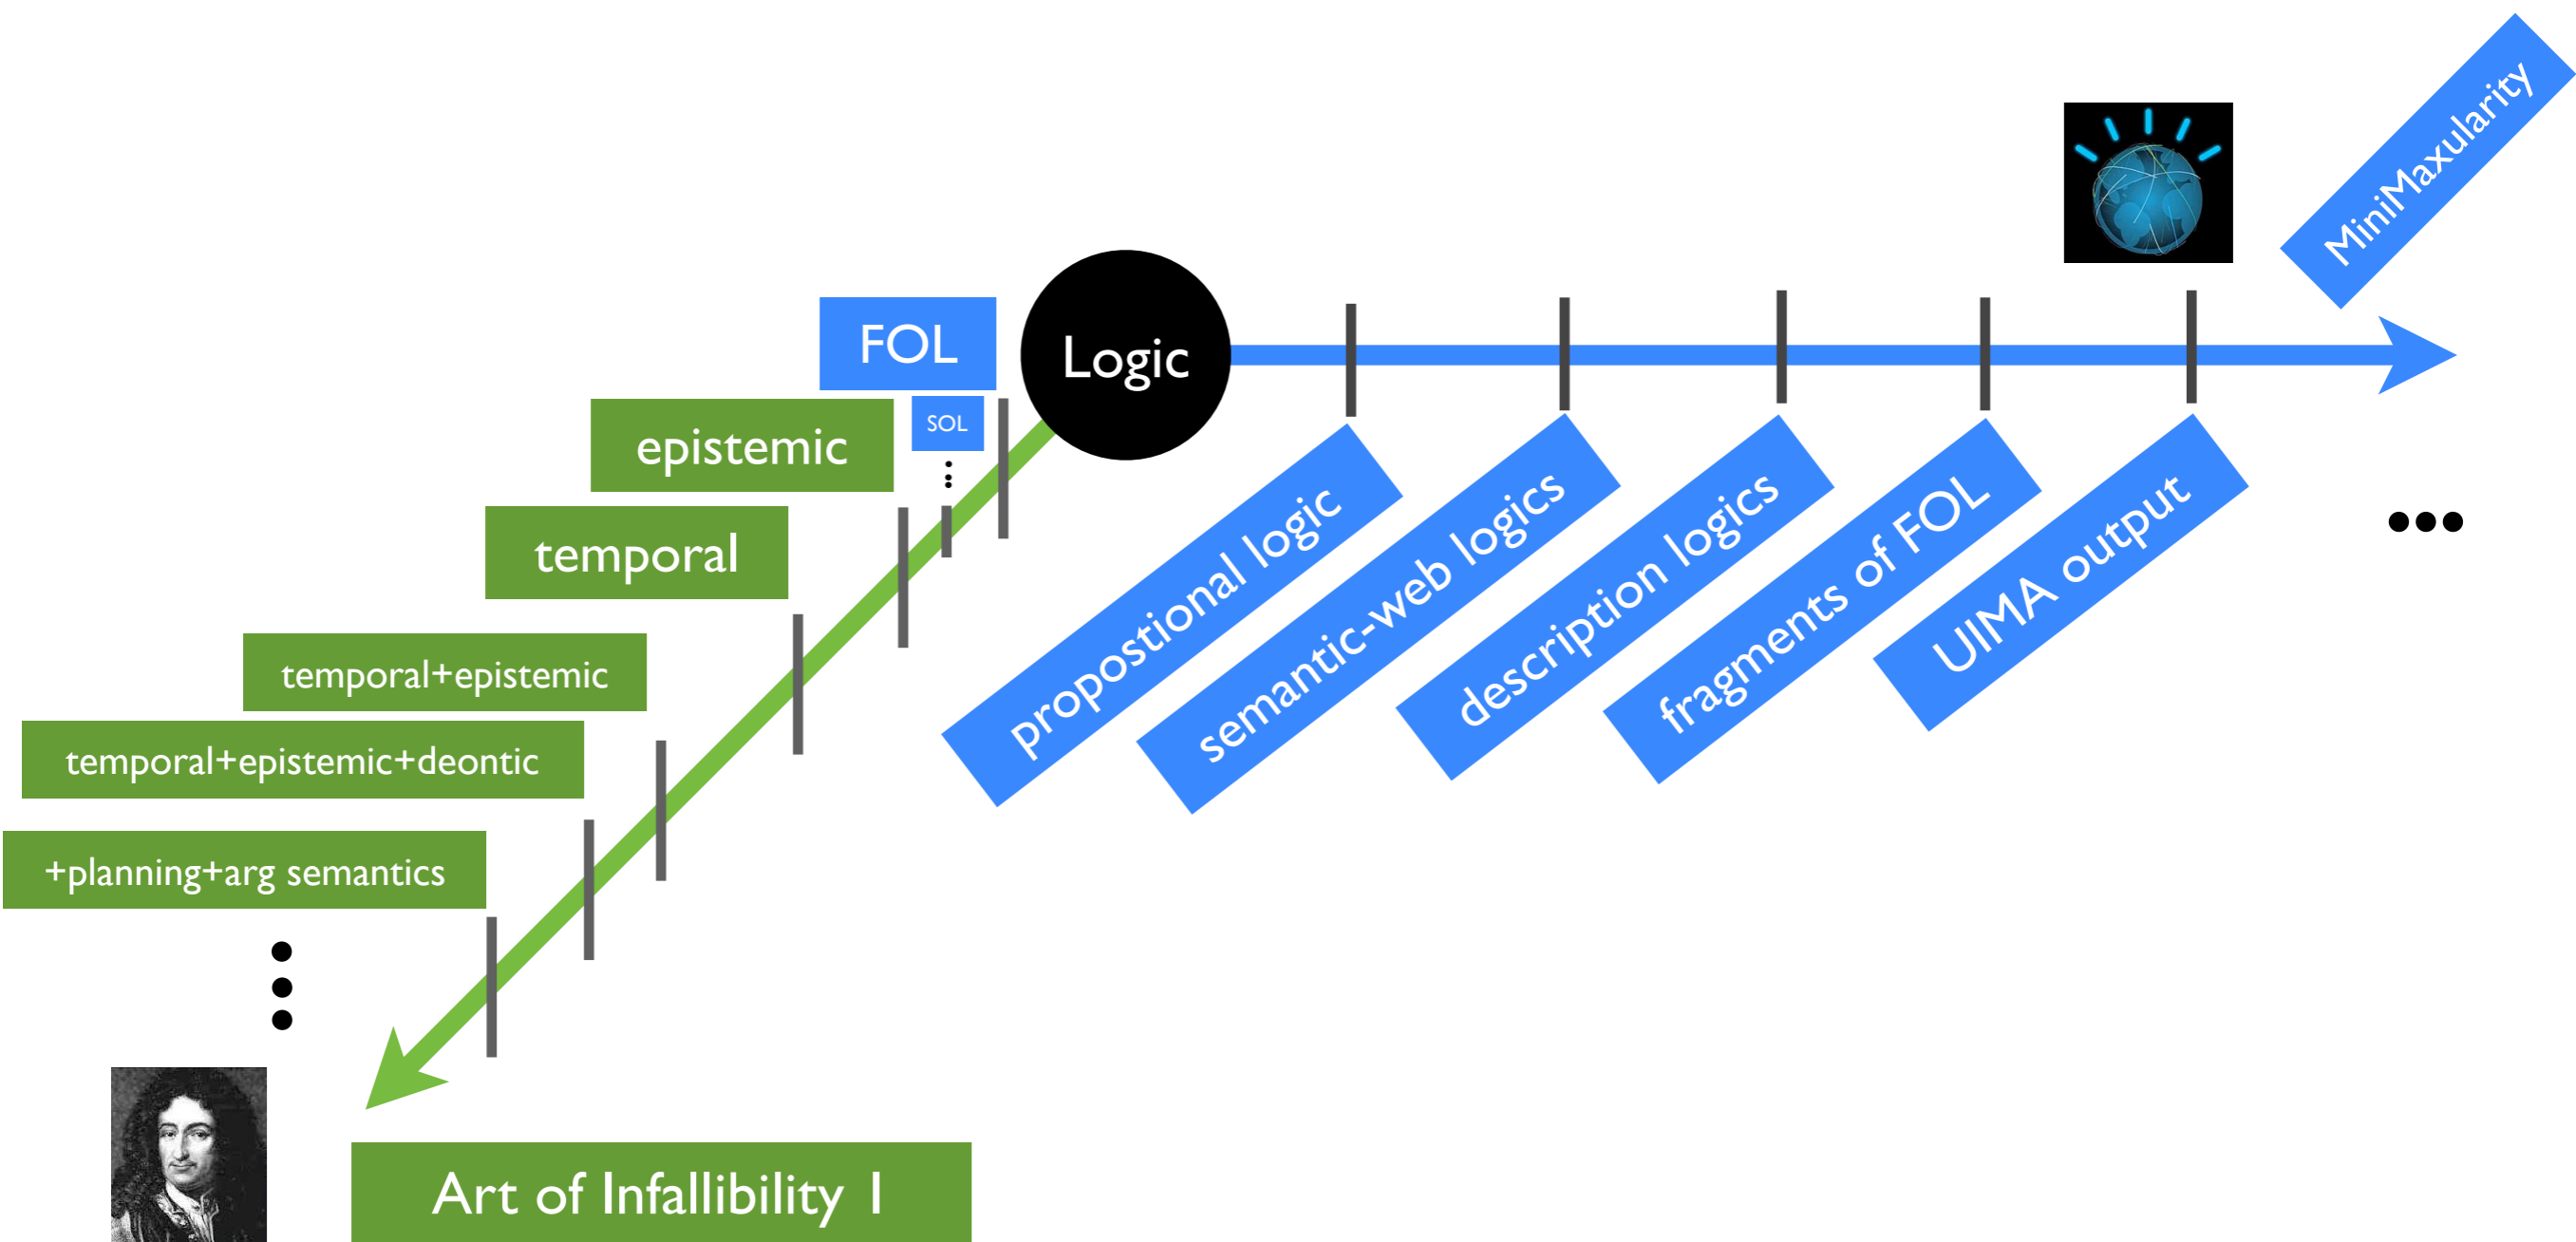 MiniMaxularity
FOL
Logic
SOL
epistemic
temporal
propostional logic
semantic-web logics
description logics
fragments of FOL
UIMA output
temporal+epistemic
temporal+epistemic+deontic
+planning+arg semantics
Art of Infallibility 1